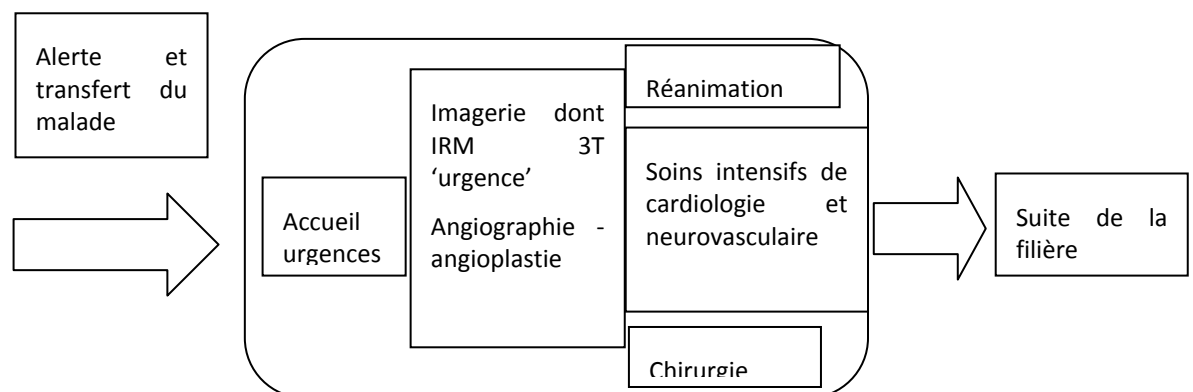 Alerte et
transfert du
malade
Accueil
urgences
Imagerie dont
IRM 3T
‘urgence’
Angiographie -
angioplastie
Réanimation
Soins intensifs de
cardiologie et
neurovasculaire
Chirurgie
Suite de la
filière